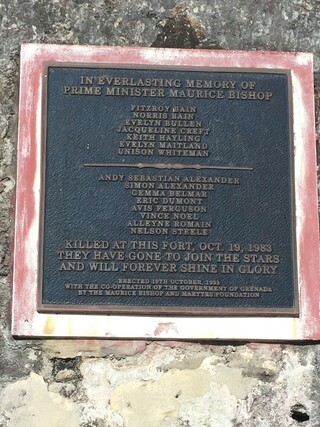 IN EVERLASTING MEMORY OF
PRIME MINISTER MAURICE BISHOP
FITZROY BAIN
NORRIS BAIN
EVELYN BULLEN
JACQUELINE CREFT
KEITH HAYLING
EVELYN MAITLAND
UNISON WHITEMAN
ANDY SEBASTIAN ALEXANDER
SIMON ALEXANDER
GEMMA BELMAR
ERIC DUMONT
AVIS FERGUSON
VINCE NOEL
ALLEYNE ROMAIN
NELSON STEELE
KILLED AT THIS FORT, OCT. 19, 1983
THEY HAVE GONE TO JOIN THE STARS
AND WILL FOREVER SHINE IN GLORY
ERECTED 19TH OCTOBER, 1993
WITH THE CO-OPERATION OF THE GOVERNMENT OF GRENADA
BY THE MAURICE BISHOP AND MARTYRS FOUNDATION